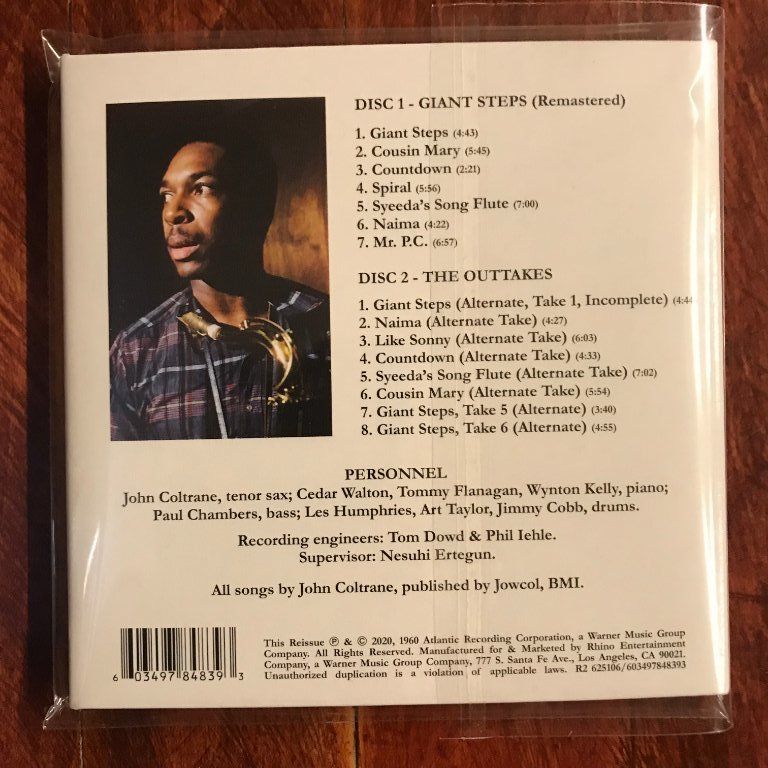 DISC 1 - GIANT STEPS (Remastered)
1. Giant Steps (4:43)
2. Cousin Mary (5:45)
3. Countdown (2:21)
4. Spiral (5:56)
5. Syeeda's Song Flute (7:00)
6. Naima (4:22)
7. Mr. P.C. (6:57)
DISC 2 - THE OUTTAKES
1. Giant Steps (Alternate, Take 1, Incomplete) (4:44
2. Naima (Alternate Take) (4:27)
3. Like Sonny (Alternate Take) (6:03)
4. Countdown (Alternate Take) (4:33)
5. Syeeda's Song Flute (Alternate Take) (7:02)
6. Cousin Mary (Alternate Take) (5:54)
7. Giant Steps, Take 5 (Alternate) (3:40)
8. Giant Steps, Take 6 (Alternate) (4:55)
PERSONNEL
John Coltrane, tenor sax; Cedar Walton, Tommy Flanagan, Wynton Kelly, piano;
Paul Chambers, bass; Les Humphries, Art Taylor, Jimmy Cobb, drums.
Recording engineers: Tom Dowd & Phil Iehle.
Supervisor: Nesuhi Ertegun.
All songs by John Coltrane, published by Jowcol, BMI.
This Reissue ℗ & © 2020, 1960 Atlantic Recording Corporation, a Warner Music Group
Company. All Rights Reserved. Manufactured for & Marketed by Rhino Entertainment
Company, a Warner Music Group Company, 777 S. Santa Fe Ave., Los Angeles, CA 90021.
Unauthorized duplication is a violation of applicable laws. R2 625106/603497848393
6 03497 84839 3